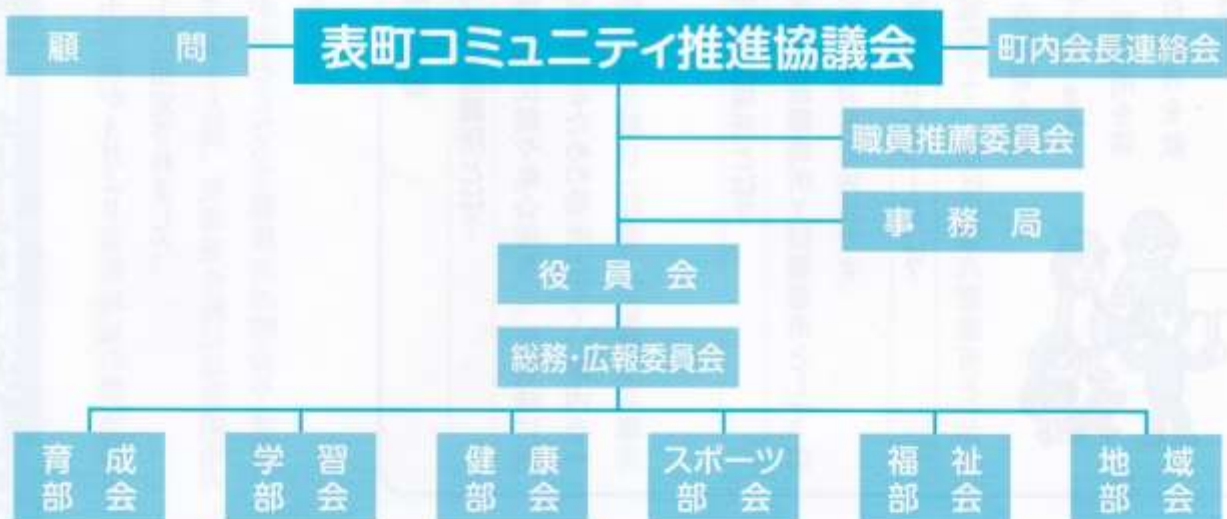 顧問
表町コミュニティ推進協議会
町内会長連絡会
職員推薦委員会
事務局
役員会
総務・広報委員会
育成
部会
学習
部会
健康
部会
スポーツ
部会
福祉
部会
地域
部会